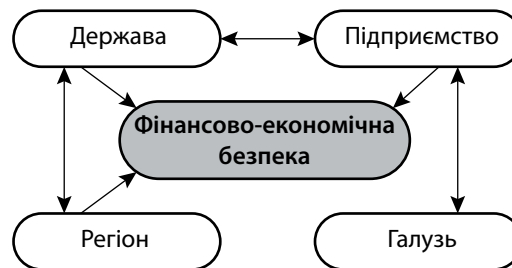 Держава
Підприємство
Фінансово-економічна
безпека
Регіон
Галузь